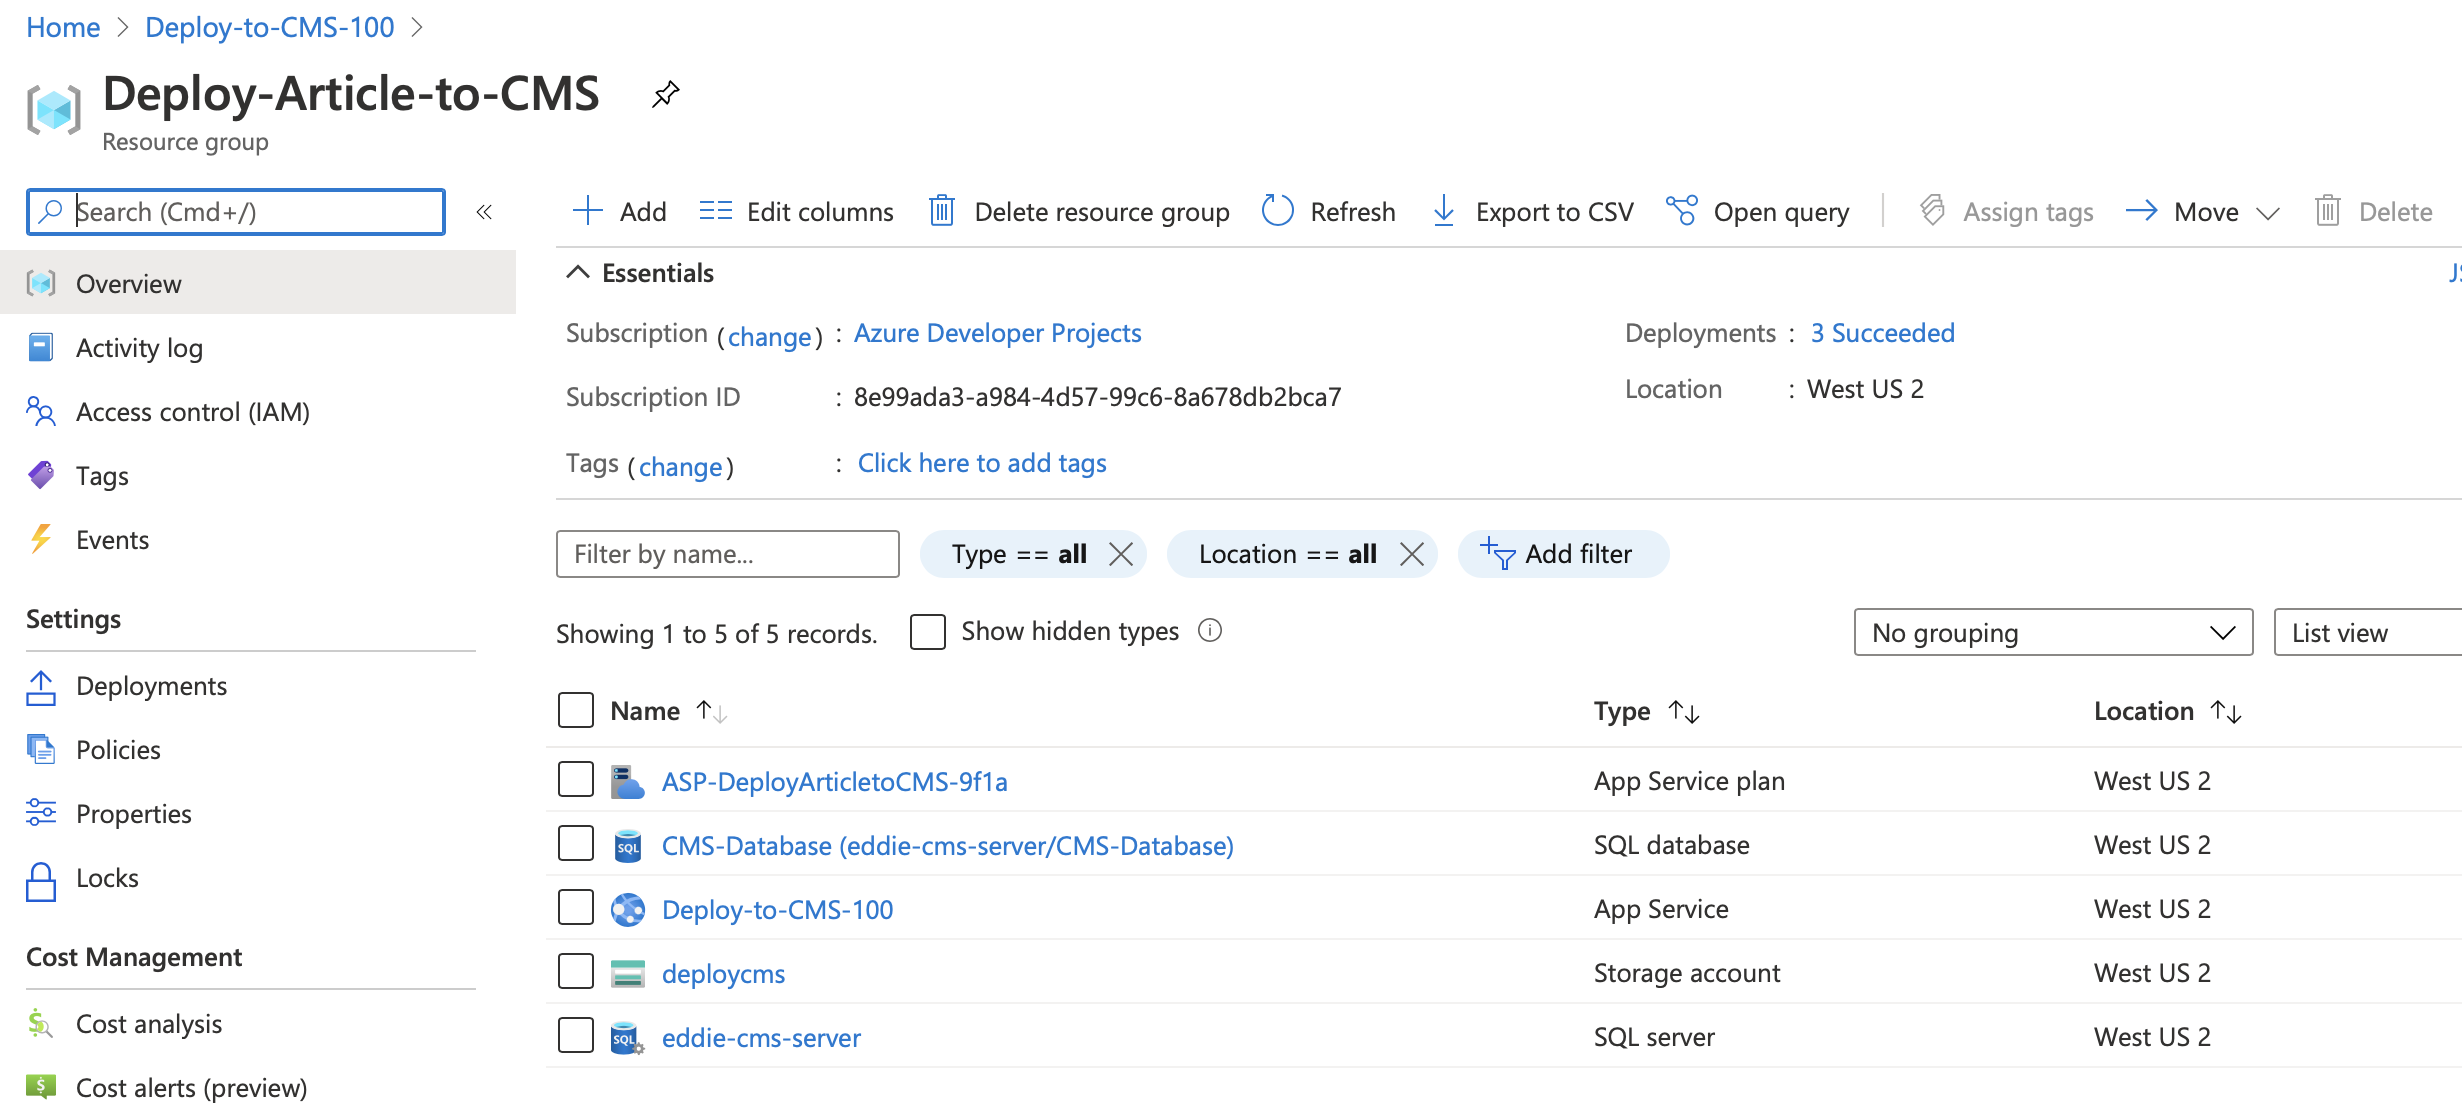 Home > Deploy-to-CMS-100 >
Deploy-Article-to-CMS
Resource group
Search (Cmd+/)
«
Overview
Activity log
Access control (IAM)
Tags
Events
Settings
Deployments
Policies
Properties
Locks
Cost Management
Cost analysis
Cost alerts (preview)
Add Edit columns Delete resource group Refresh Export to CSV Open query Assign tags Move Delete
Essentials
Subscription (change) : Azure Developer Projects
Deployments : 3 Succeeded
Subscription ID : 8e99ada3-a984-4d57-99c6-8a678db2bca7
Location : West US 2
Tags (change) : Click here to add tags
Filter by name... Type == all Location == all Add filter
Showing 1 to 5 of 5 records. Show hidden types No grouping List view
Name Type Location
ASP-DeployArticletoCMS-9f1a App Service plan West US 2
SQL CMS-Database (eddie-cms-server/CMS-Database) SQL database West US 2
Deploy-to-CMS-100 App Service West US 2
deploycms Storage account West US 2
SQL eddie-cms-server SQL server West US 2